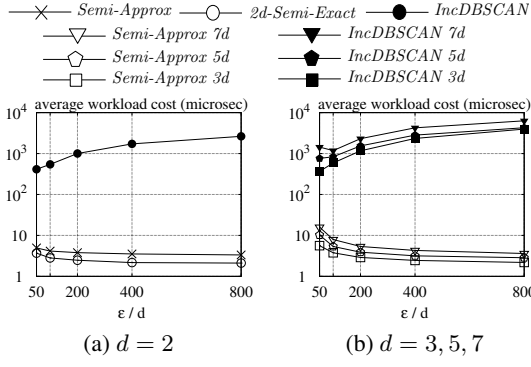 Semi-Approx 2d-Semi-Exact IncDBSCAN
Semi-Approx 7d IncDBSCAN 7d
Semi-Approx 5d IncDBSCAN 5d
Semi-Approx 3d IncDBSCAN 3d
average workload cost (microsec)
10^4
10^3
10^2
10
1
50 200 400 800
ε / d
(a) d = 2
average workload cost (microsec)
10^4
10^3
10^2
10
1
50 200 400 800
ε / d
(b) d = 3, 5, 7